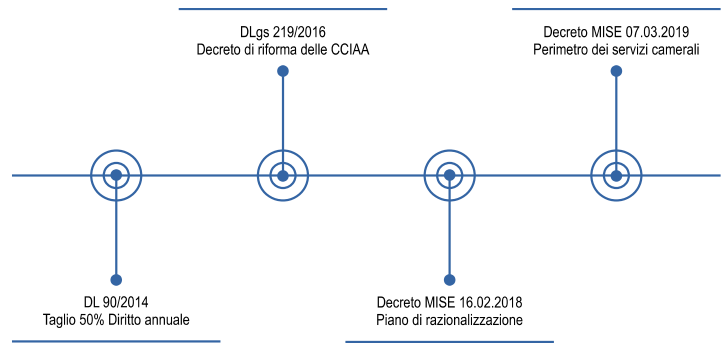 DLgs 219/2016
Decreto di riforma delle CCIAA
Decreto MISE 07.03.2019
Perimetro dei servizi camerali
DL 90/2014
Taglio 50% Diritto annuale
Decreto MISE 16.02.2018
Piano di razionalizzazione